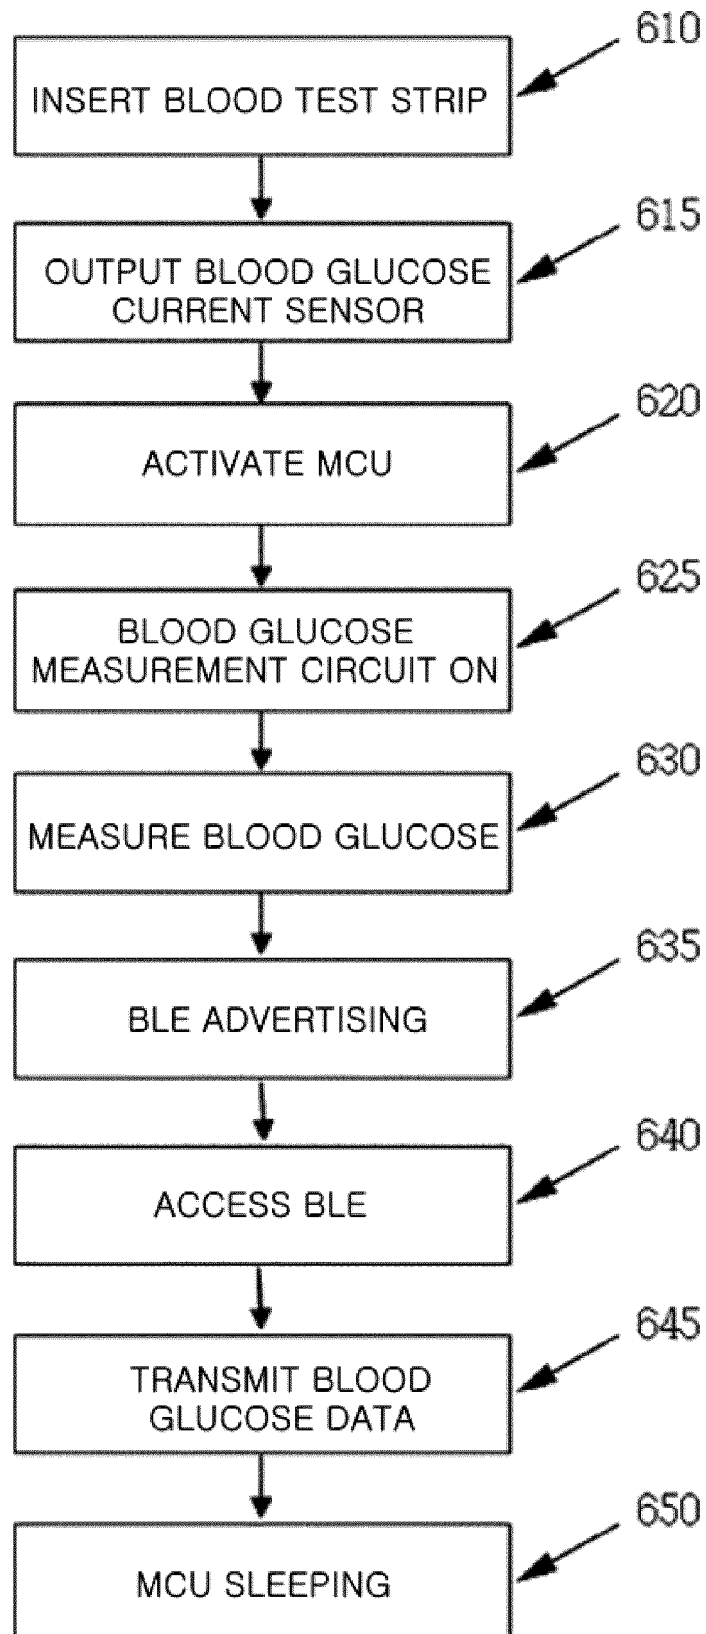 610
INSERT BLOOD TEST STRIP
615
OUTPUT BLOOD GLUCOSE
CURRENT SENSOR
620
ACTIVATE MCU
625
BLOOD GLUCOSE
MEASUREMENT CIRCUIT ON
630
MEASURE BLOOD GLUCOSE
635
BLE ADVERTISING
640
ACCESS BLE
645
TRANSMIT BLOOD
GLUCOSE DATA
650
MCU SLEEPING